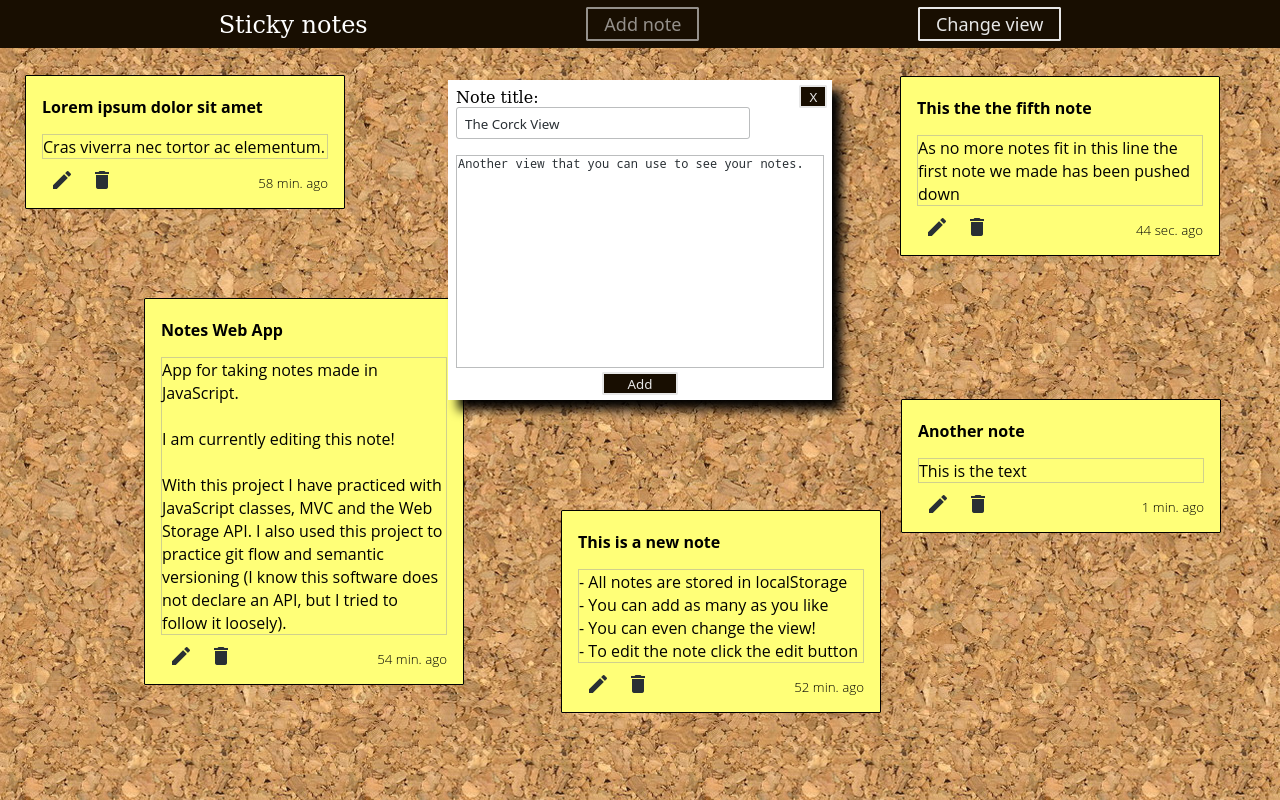 Sticky notes
Add note
Change view
Lorem ipsum dolor sit amet
Cras viverra nec tortor ac elementum.
58 min. ago
Note title:
X
The Corck View
Another view that you can use to see your notes.
Add
This the the fifth note
As no more notes fit in this line the
first note we made has been pushed
down
44 sec. ago
Notes Web App
App for taking notes made in
JavaScript.
I am currently editing this note!
With this project I have practiced with
JavaScript classes, MVC and the Web
Storage API. I also used this project to
practice git flow and semantic
versioning (I know this software does
not declare an API, but I tried to
follow it loosely).
54 min. ago
Another note
This is the text
1 min. ago
This is a new note
- All notes are stored in localStorage
- You can add as many as you like
- You can even change the view!
- To edit the note click the edit button
52 min. ago